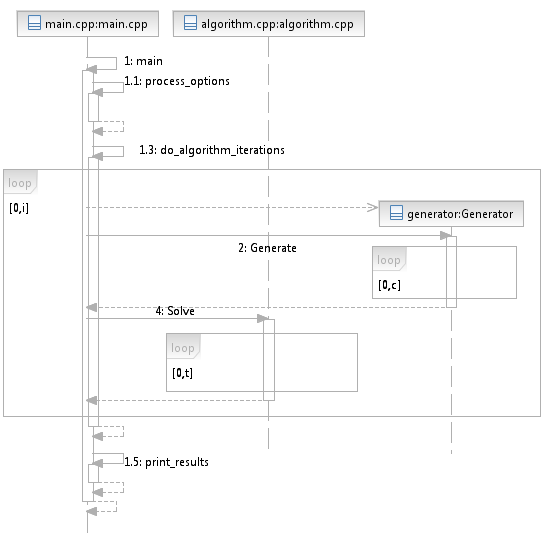 main.cpp:main.cpp
algorithm.cpp:algorithm.cpp
1: main
1.1: process_options
1.3: do_algorithm_iterations
loop
[0,i]
generator:Generator
2: Generate
loop
[0,c]
4: Solve
loop
[0,t]
1.5: print_results